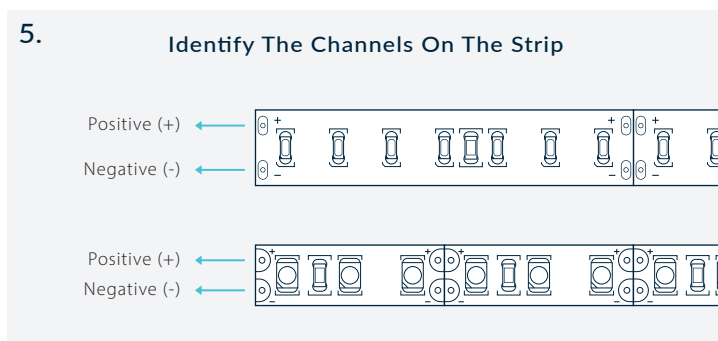 5.
Identify The Channels On The Strip
Positive (+)
Negative (-)
+ + +
− − −
Positive (+)
Negative (-)
+ + + + +
− − − − −